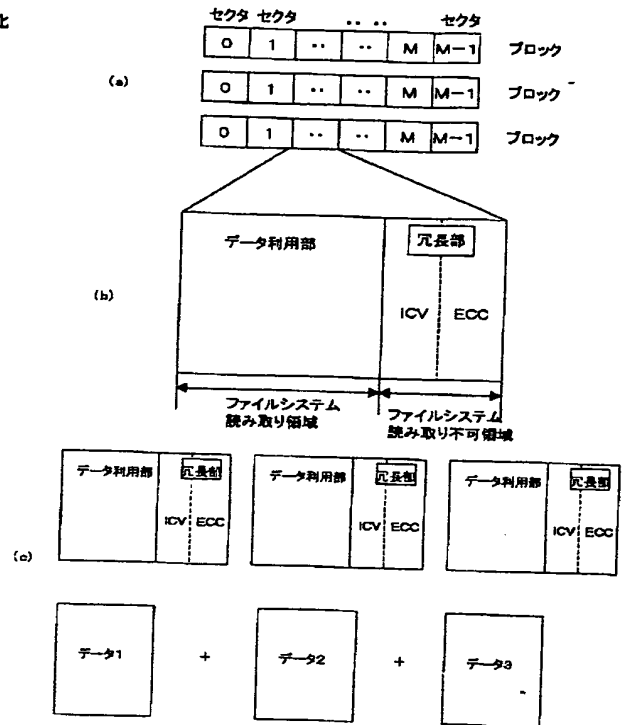 セクタ セクタ ‥ ‥ セクタ
0 1 ‥ ‥ M M−1 ブロック
(a)
0 1 ‥ ‥ M M−1 ブロック
0 1 ‥ ‥ M M−1 ブロック
データ利用部 冗長部
(b)
ICV ECC
ファイルシステム
読み取り領域
ファイルシステム
読み取り不可領域
データ利用部 冗長部 データ利用部 冗長部 データ利用部 冗長部
ICV ECC ICV ECC ICV ECC
(c)
データ1 + データ2 + データ3